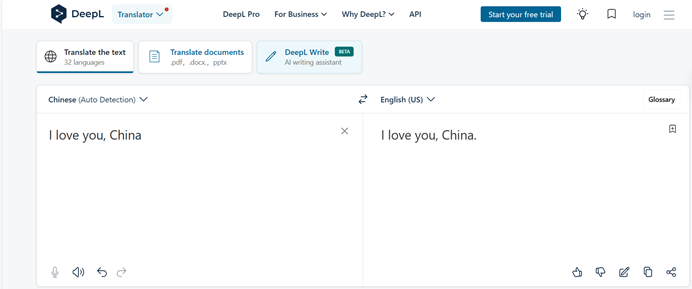 DeepL Translator DeepL Pro For Business Why DeepL? API Start your free trial login
Translate the text
32 languages
Translate documents
.pdf, .docx., pptx
DeepL Write BETA
AI writing assistant
Chinese (Auto Detection) English (US) Glossary
I love you, China
I love you, China.